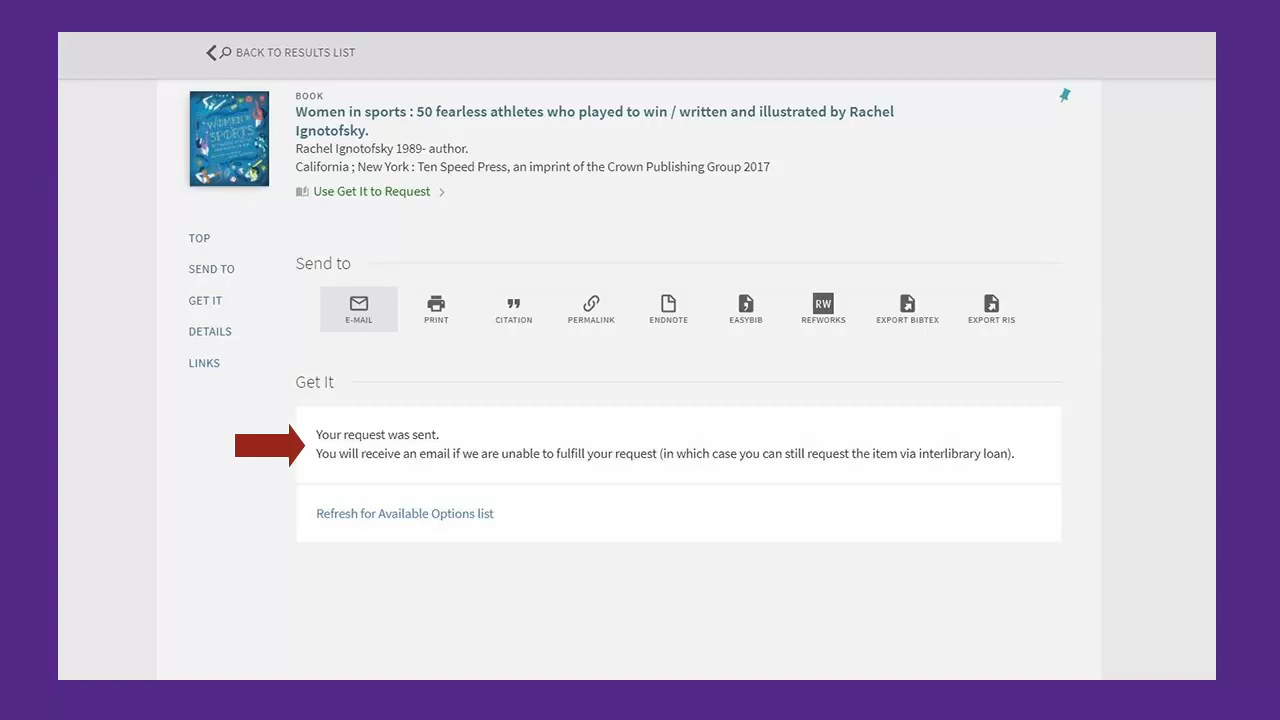 BACK TO RESULTS LIST
BOOK
Women in sports : 50 fearless athletes who played to win / written and illustrated by Rachel
Ignotofsky.
Rachel Ignotofsky 1989- author.
California ; New York : Ten Speed Press, an imprint of the Crown Publishing Group 2017
Use Get It to Request
WOMEN IN
SPORTS
TOP
SEND TO
GET IT
DETAILS
LINKS
Send to
E-MAIL
PRINT
CITATION
PERMALINK
ENDNOTE
EASYBIB
RW
REFWORKS
EXPORT BIBTEX
EXPORT RIS
Get It
Your request was sent.
You will receive an email if we are unable to fulfill your request (in which case you can still request the item via interlibrary loan).
Refresh for Available Options list